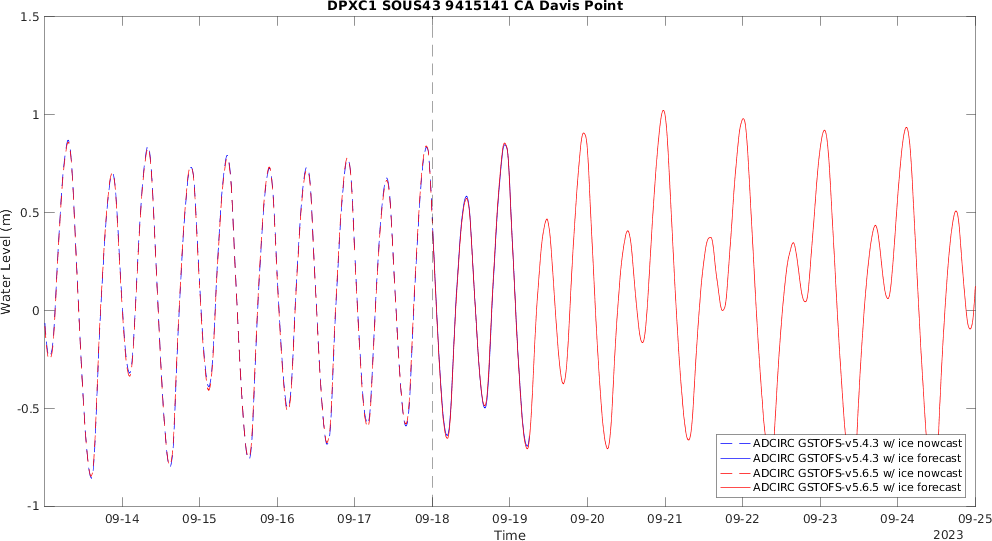 DPXC1 SOUS43 9415141 CA Davis Point
1.5
1
0.5
0
-0.5
-1
Water Level (m)
09-14
09-15
09-16
09-17
09-18
09-19
09-20
09-21
09-22
09-23
09-24
09-25
Time
2023
ADCIRC GSTOFS-v5.4.3 w/ ice nowcast
ADCIRC GSTOFS-v5.4.3 w/ ice forecast
ADCIRC GSTOFS-v5.6.5 w/ ice nowcast
ADCIRC GSTOFS-v5.6.5 w/ ice forecast